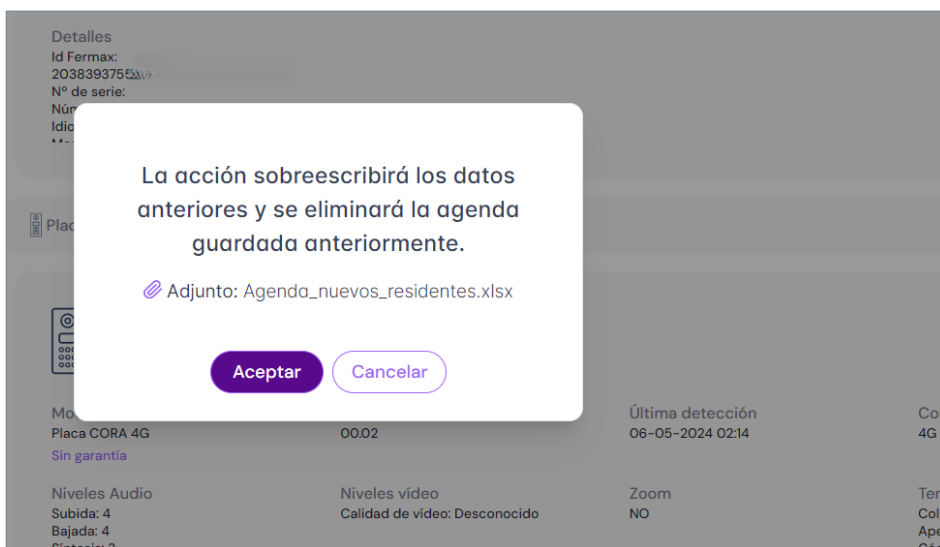 Detalles
Id Fermax:
203839375
Nº de serie:
La acción sobreescribirá los datos
anteriores y se eliminará la agenda
guardada anteriormente.
Adjunto: Agenda_nuevos_residentes.xlsx
Aceptar Cancelar
Última detección
Placa CORA 4G 00.02 06-05-2024 02:14 4G
Sin garantía
Niveles Audio Niveles vídeo Zoom
Subida: 4 Calidad de vídeo: Desconocido NO
Bajada: 4